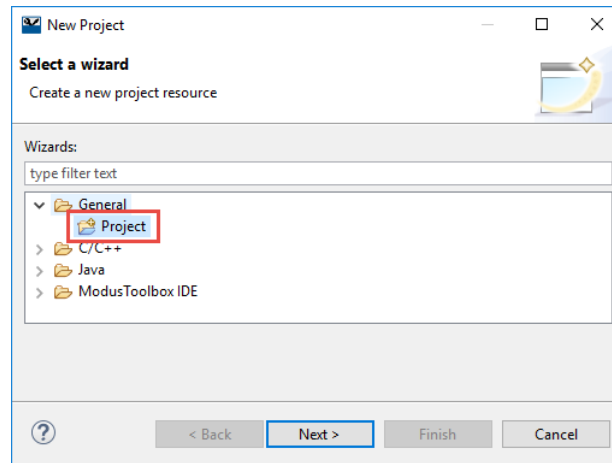 New Project
Select a wizard
Create a new project resource
Wizards:
type filter text
General
Project
C/C++
Java
ModusToolbox IDE
?
< Back
Next >
Finish
Cancel